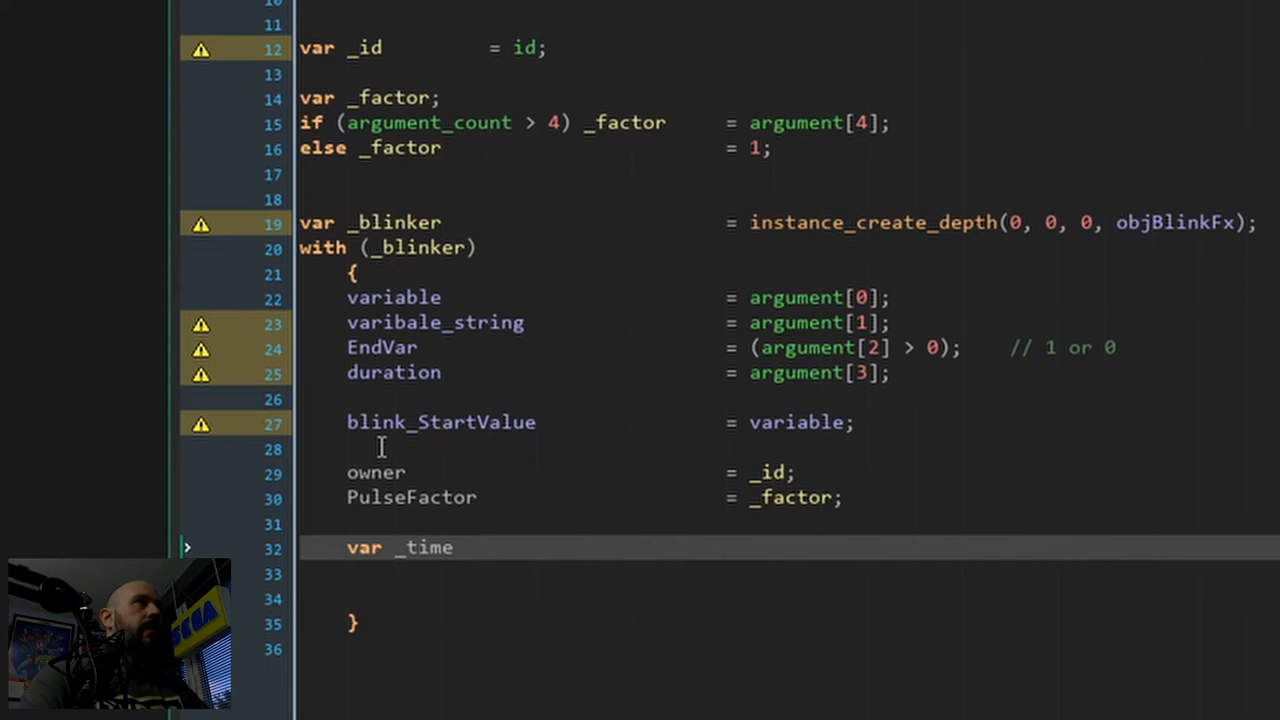 10
11
12 var _id = id;
13
14 var _factor;
15 if (argument_count > 4) _factor = argument[4];
16 else _factor = 1;
17
18
19 var _blinker = instance_create_depth(0, 0, 0, objBlinkFx);
20 with (_blinker)
21 {
22 variable = argument[0];
23 varibale_string = argument[1];
24 EndVar = (argument[2] > 0); // 1 or 0
25 duration = argument[3];
26
27 blink_StartValue = variable;
28
29 owner = _id;
30 PulseFactor = _factor;
31
32 var _time
33
34
35 }
36
SEGA